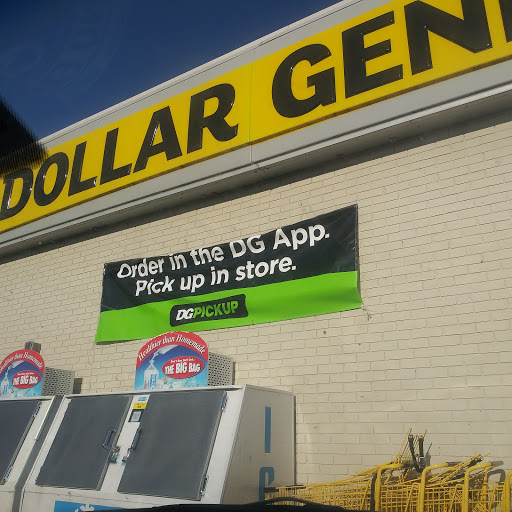 DOLLAR GEN
Order in the DG App.
Pick up in store.
DGPICKUP
Healthier than Homemade
THE BIG BAG
Healthier than Homemade
THE BIG BAG
I
C